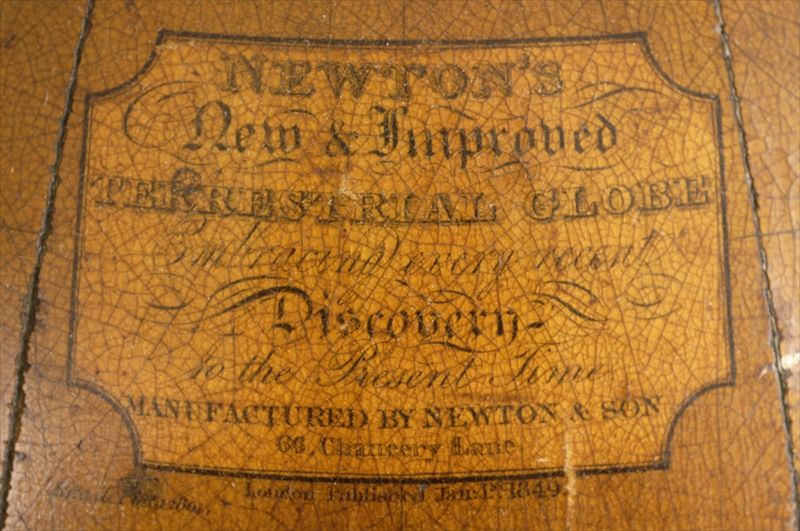 NEWTON'S
New & Improved
TERRESTRIAL GLOBE
Embracing every recent
Discovery
to the Present Time
MANUFACTURED BY NEWTON & SON
66, Chancery Lane.
London, Published Jan: 1st. 1849.